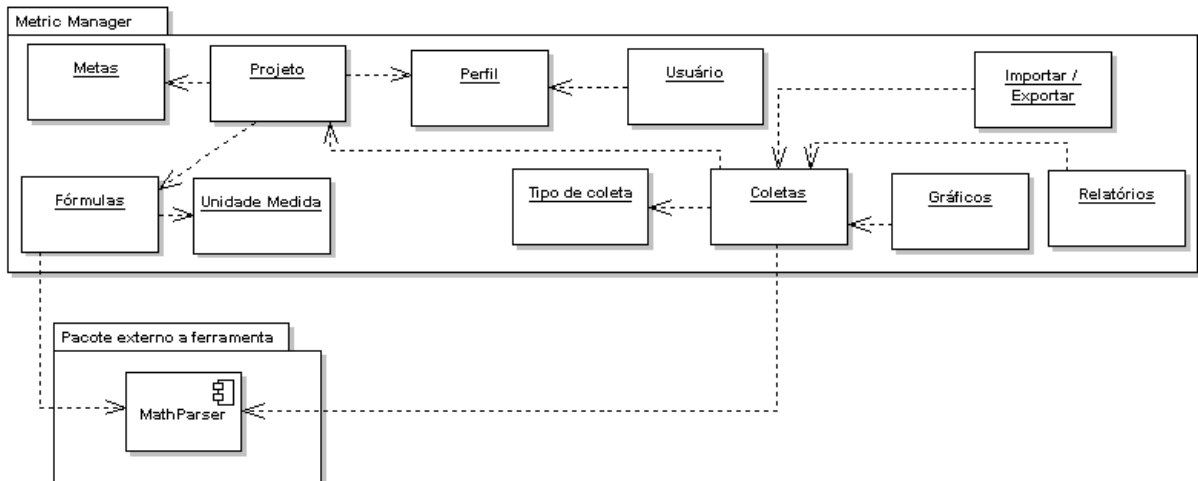 Metric Manager
Metas
Projeto
Perfil
Usuário
Importar /
Exportar
Fórmulas
Unidade Medida
Tipo de coleta
Coletas
Gráficos
Relatórios
Pacote externo a ferramenta
MathParser